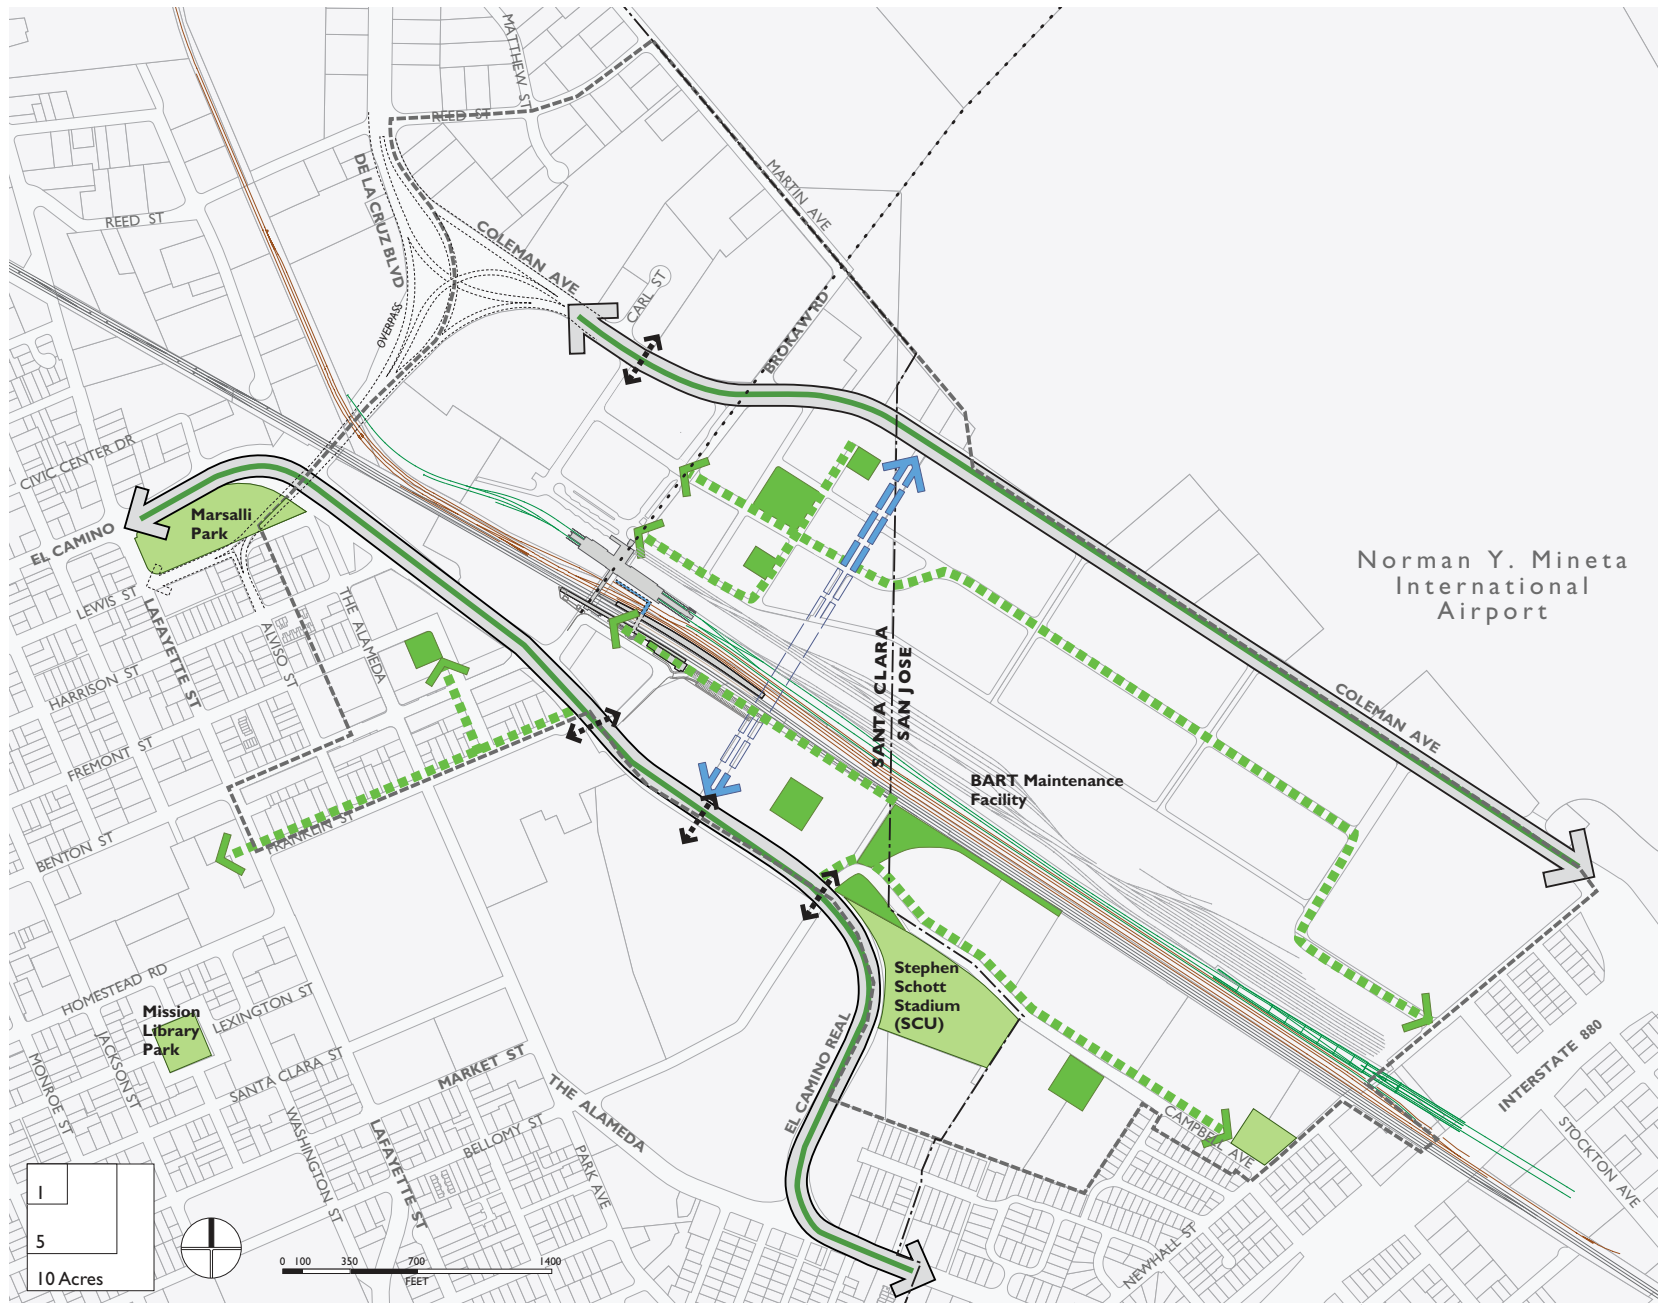 MATTHEW ST
REED ST
DE LA CRUZ BLVD
MARTIN AVE
REED ST
COLEMAN AVE
CARL ST
OVERPASS
BROKAW RD
CIVIC CENTER DR
Marsalli
Park
EL CAMINO
Norman Y. Mineta
International
Airport
LEWIS ST
LAFAYETTE ST
ALVISO ST
THE ALAMEDA
HARRISON ST
SANTA CLARA
SAN JOSE
COLEMAN AVE
FREMONT ST
BART Maintenance
Facility
BENTON ST
FRANKLIN ST
HOMESTEAD RD
Stephen
Schott
Stadium
(SCU)
Mission
Library
Park
LEXINGTON ST
JACKSON ST
MONROE ST
SANTA CLARA ST
MARKET ST
THE ALAMEDA
EL CAMINO REAL
INTERSTATE 880
WASHINGTON ST
LAFAYETTE ST
BELLOMY ST
PARK AVE
CAMPBELL AVE
STOCKTON AVE
NEWHALL ST
1
5
10 Acres
0 100 350 700 1400
FEET